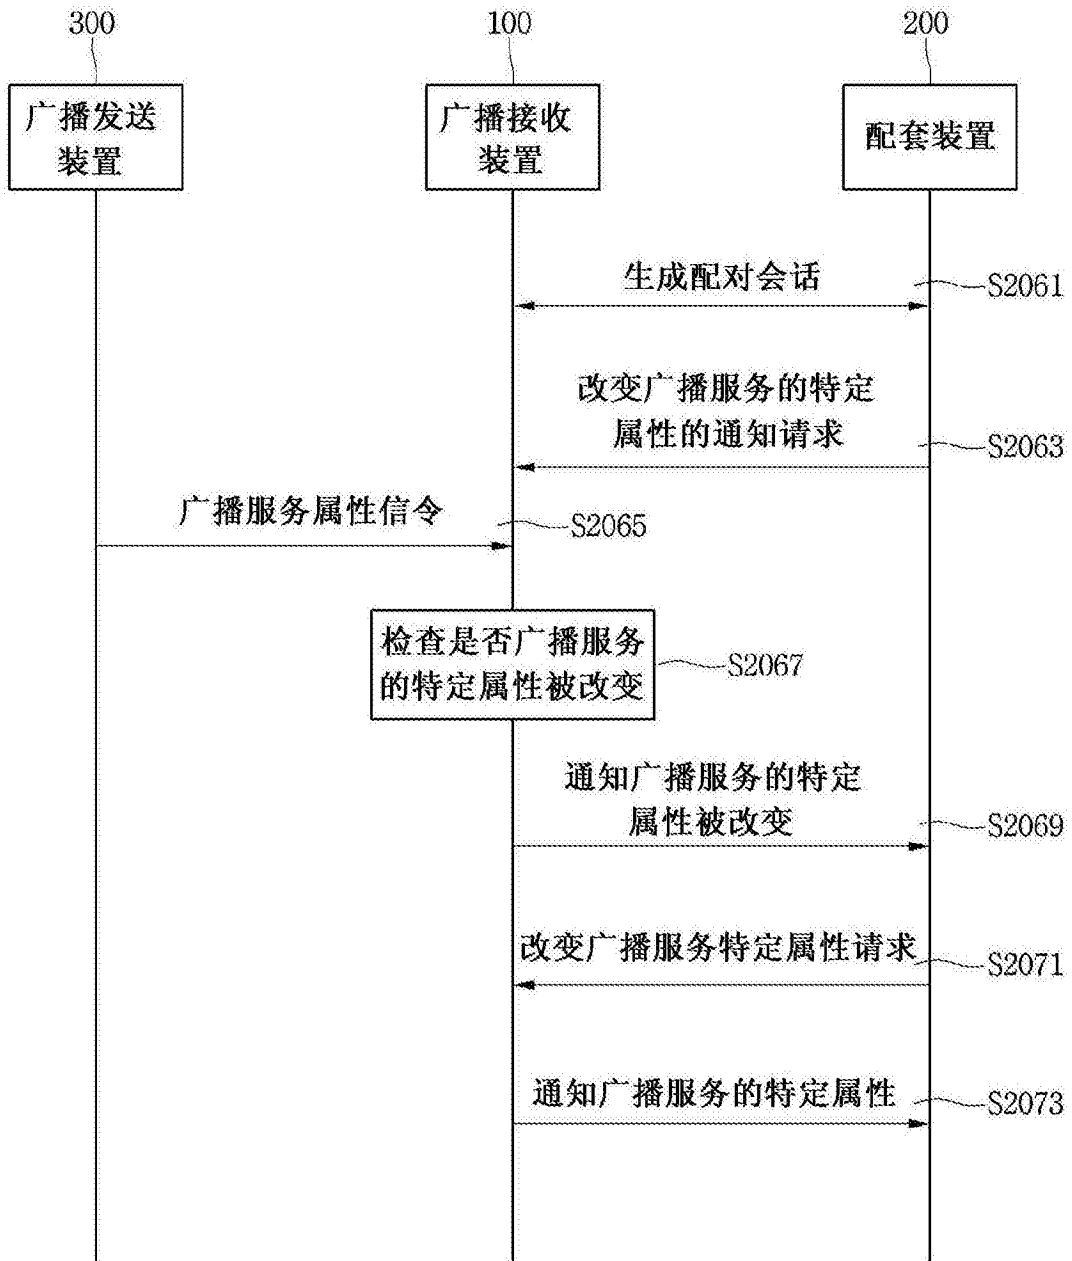 300
100
200
广播发送
装置
广播接收
装置
配套装置
生成配对会话
S2061
改变广播服务的特定
属性的通知请求
S2063
广播服务属性信令
S2065
检查是否广播服务
的特定属性被改变
S2067
通知广播服务的特定
属性被改变
S2069
改变广播服务特定属性请求
S2071
通知广播服务的特定属性
S2073